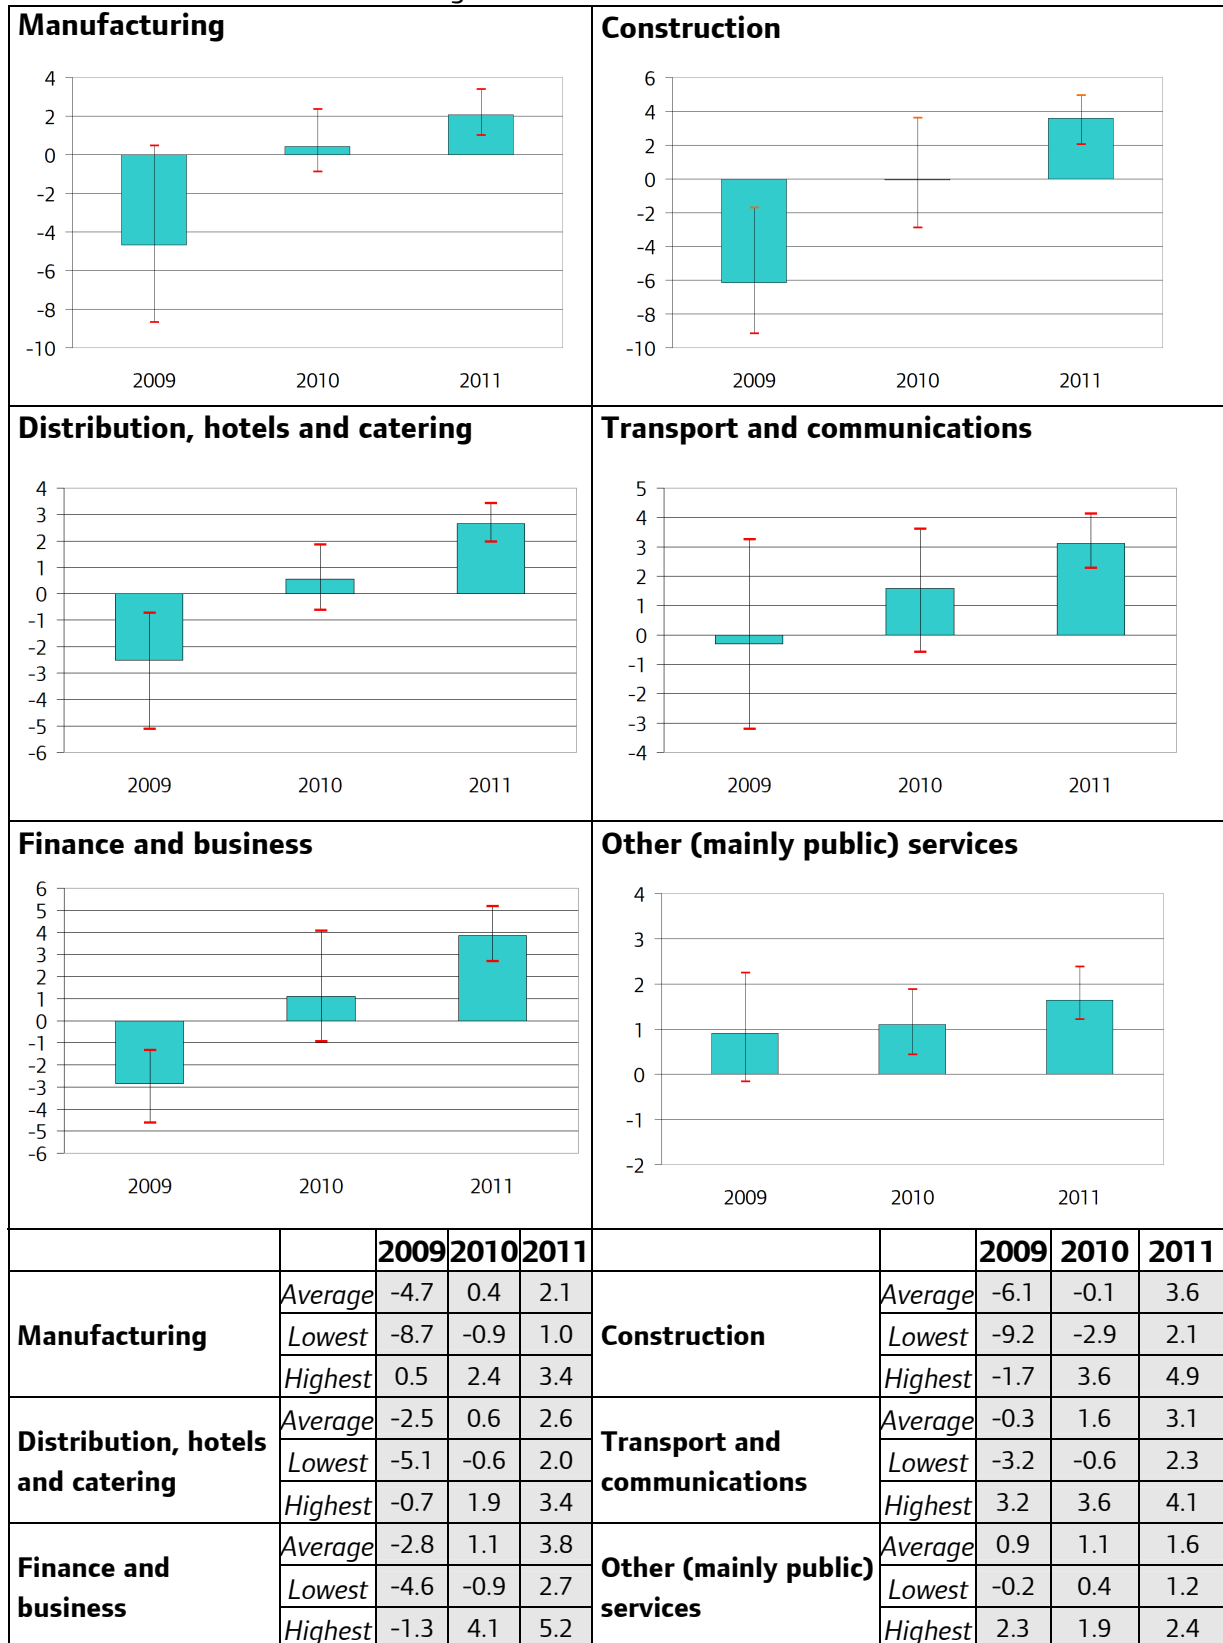 Manufacturing
4
2
0
-2
-4
-6
-8
-10
2009 2010 2011
Construction
6
4
2
0
-2
-4
-6
-8
-10
2009 2010 2011
Distribution, hotels and catering
4
3
2
1
0
-1
-2
-3
-4
-5
-6
2009 2010 2011
Transport and communications
5
4
3
2
1
0
-1
-2
-3
-4
2009 2010 2011
Finance and business
6
5
4
3
2
1
0
-1
-2
-3
-4
-5
-6
2009 2010 2011
Other (mainly public) services
4
3
2
1
0
-1
-2
2009 2010 2011
2009 2010 2011 2009 2010 2011
Manufacturing
Average -4.7 0.4 2.1
Lowest -8.7 -0.9 1.0
Highest 0.5 2.4 3.4
Construction
Average -6.1 -0.1 3.6
Lowest -9.2 -2.9 2.1
Highest -1.7 3.6 4.9
Distribution, hotels
and catering
Average -2.5 0.6 2.6
Lowest -5.1 -0.6 2.0
Highest -0.7 1.9 3.4
Transport and
communications
Average -0.3 1.6 3.1
Lowest -3.2 -0.6 2.3
Highest 3.2 3.6 4.1
Finance and
business
Average -2.8 1.1 3.8
Lowest -4.6 -0.9 2.7
Highest -1.3 4.1 5.2
Other (mainly public)
services
Average 0.9 1.1 1.6
Lowest -0.2 0.4 1.2
Highest 2.3 1.9 2.4